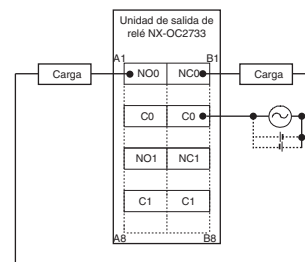 Unidad de salida de
relé NX-OC2733
A1 B1
Carga NO0 NC0 Carga
C0 C0
NO1 NC1
C1 C1
A8 B8